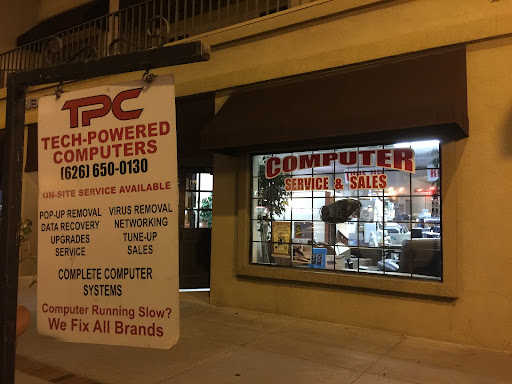 TPC
TECH-POWERED
COMPUTERS
(626) 650-0130
ON-SITE SERVICE AVAILABLE
POP-UP REMOVAL VIRUS REMOVAL
DATA RECOVERY NETWORKING
UPGRADES TUNE-UP
SERVICE SALES
COMPLETE COMPUTER
SYSTEMS
Computer Running Slow?
We Fix All Brands
COMPUTER
SERVICE & SALES